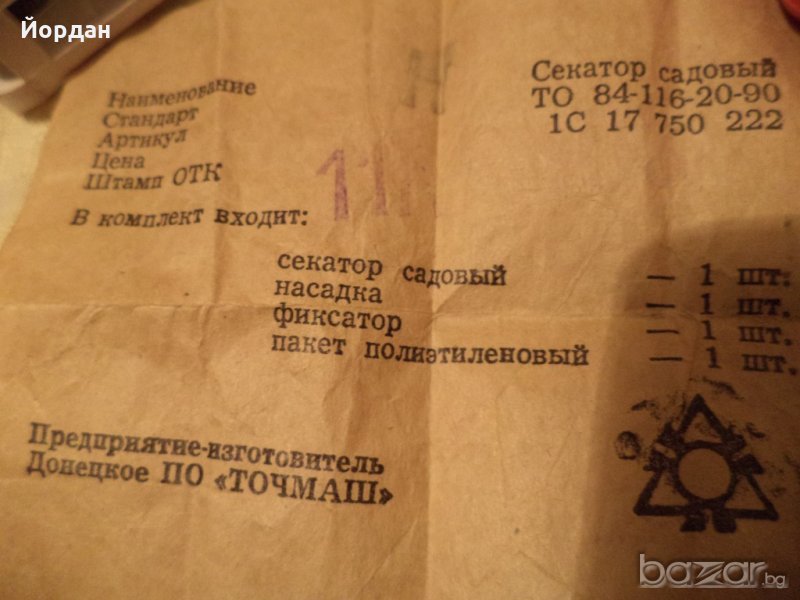 Йордан
Наименование
Секатор садовый
Стандарт
ТО 84-116-20-90
Артикул
1С 17 750 222
Цена
Штамп ОТК
В комплект входит:
секатор садовый — 1 шт.
насадка — 1 шт.
фиксатор — 1 шт.
пакет полиэтиленовый — 1 шт.
Предприятие-изготовитель
Донецкое ПО «ТОЧМАШ»
bazar.bg